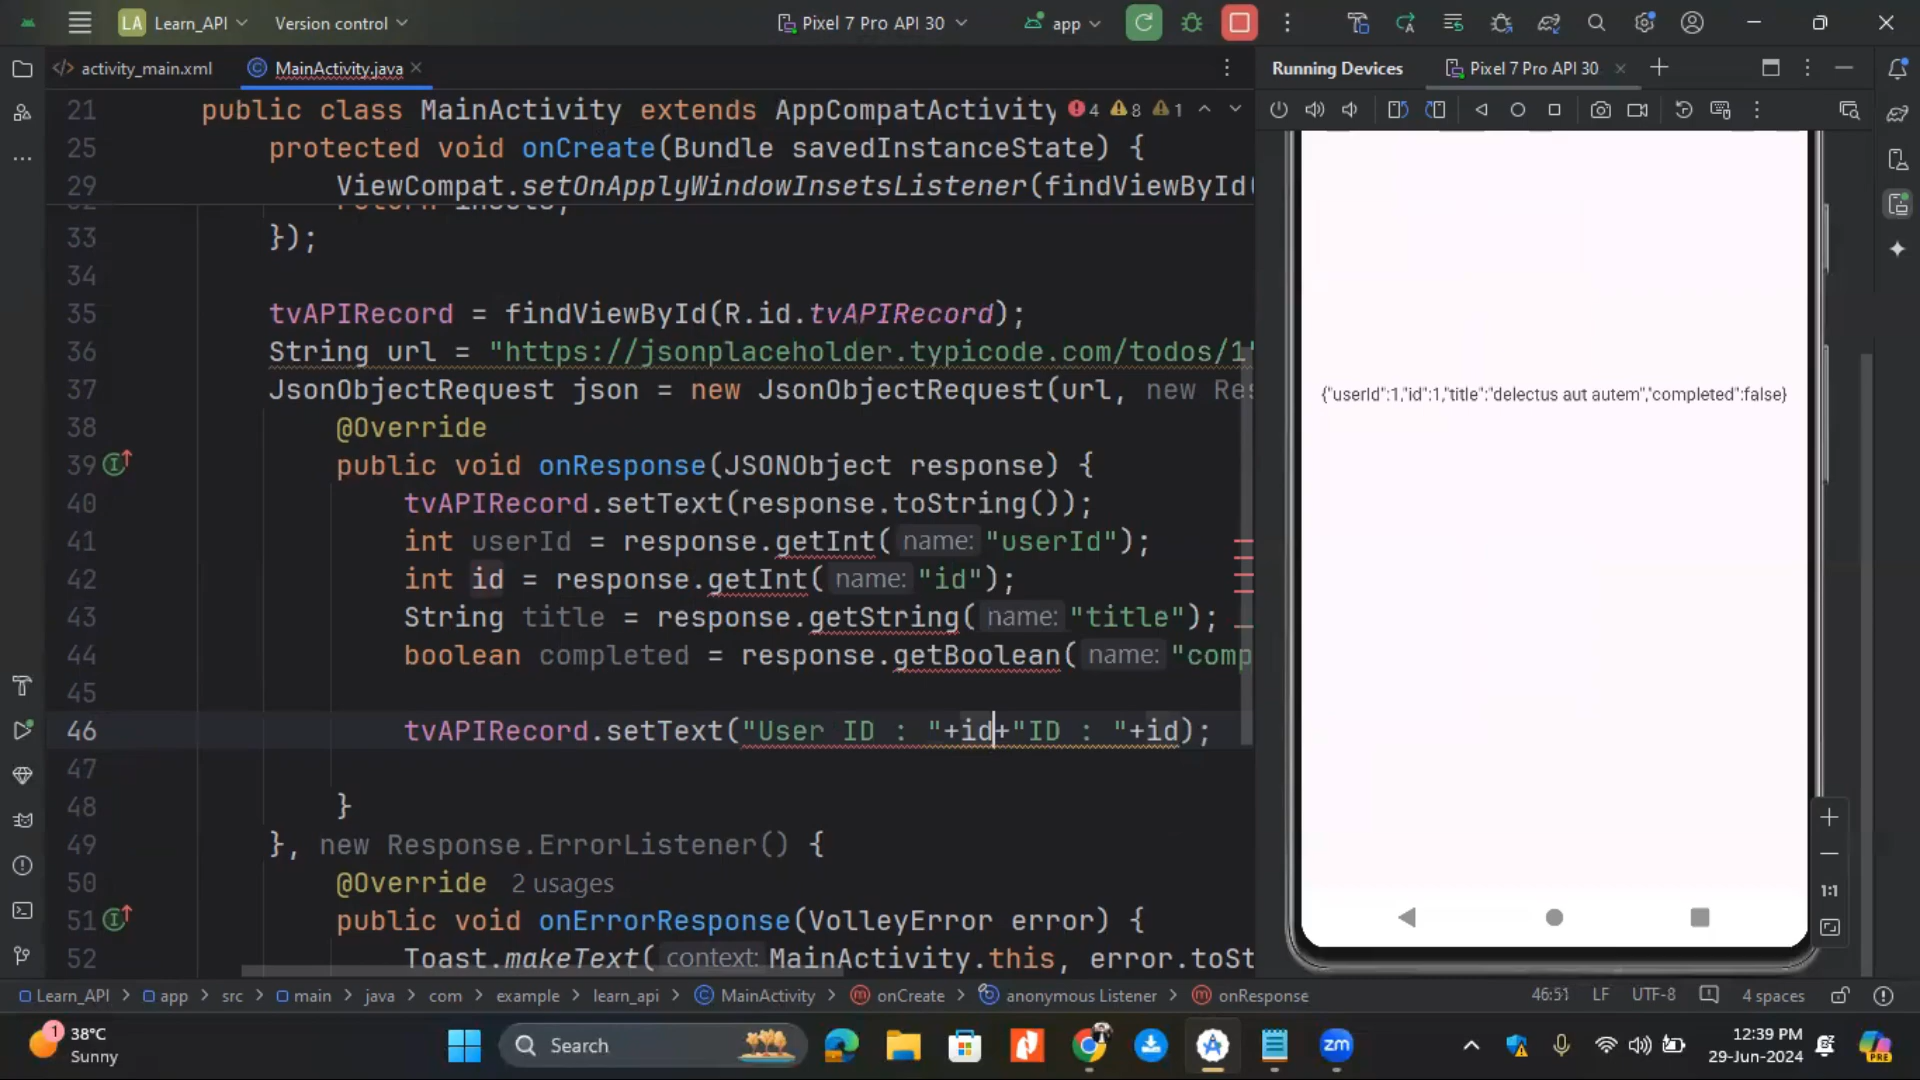 LA Learn_API Version control Pixel 7 Pro API 30 app
activity_main.xml MainActivity.java Running Devices Pixel 7 Pro API 30
21 public class MainActivity extends AppCompatActivity 4 8 1
25 protected void onCreate(Bundle savedInstanceState) {
29 ViewCompat.setOnApplyWindowInsetsListener(findViewById(
32 return insets;
33 });
34
35 tvAPIRecord = findViewById(R.id.tvAPIRecord);
36 String url = "https://jsonplaceholder.typicode.com/todos/1"
37 JsonObjectRequest json = new JsonObjectRequest(url, new Res
38 @Override
39 public void onResponse(JSONObject response) {
40 tvAPIRecord.setText(response.toString());
41 int userId = response.getInt( name: "userId");
42 int id = response.getInt( name: "id");
43 String title = response.getString( name: "title");
44 boolean completed = response.getBoolean( name: "comp
45
46 tvAPIRecord.setText("User ID : "+id+"ID : "+id);
47
48 }
49 }, new Response.ErrorListener() {
50 @Override 2 usages
51 public void onErrorResponse(VolleyError error) {
52 Toast.makeText( context: MainActivity.this, error.toSt
{"userId":1,"id":1,"title":"delectus aut autem","completed":false}
1:1
Learn_API > app > src > main > java > com > example > learn_api > MainActivity > onCreate > anonymous Listener > onResponse 46:51 LF UTF-8 4 spaces
1 38°C
Sunny
Search
zm
PRE
12:39 PM
29-Jun-2024